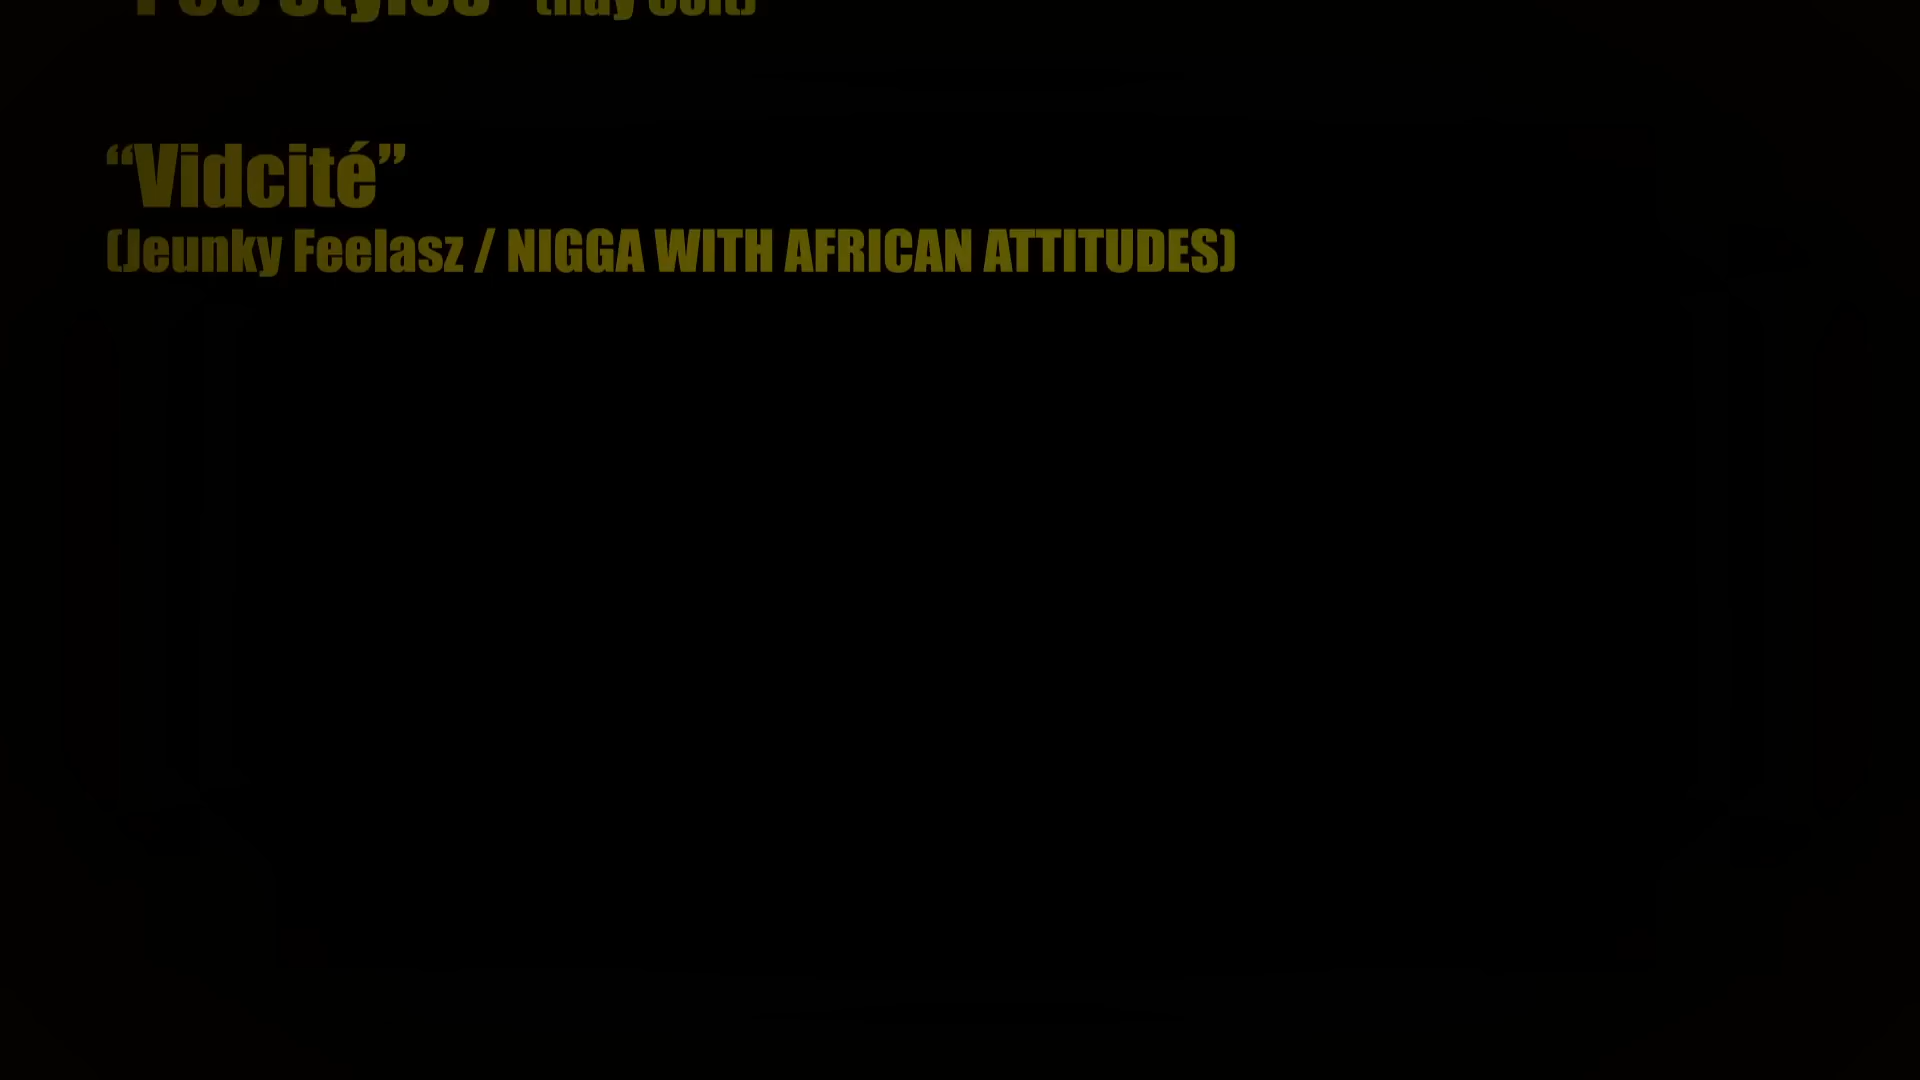 “Vidcité”
(Jeunky Feelasz / NIGGA WITH AFRICAN ATTITUDES)